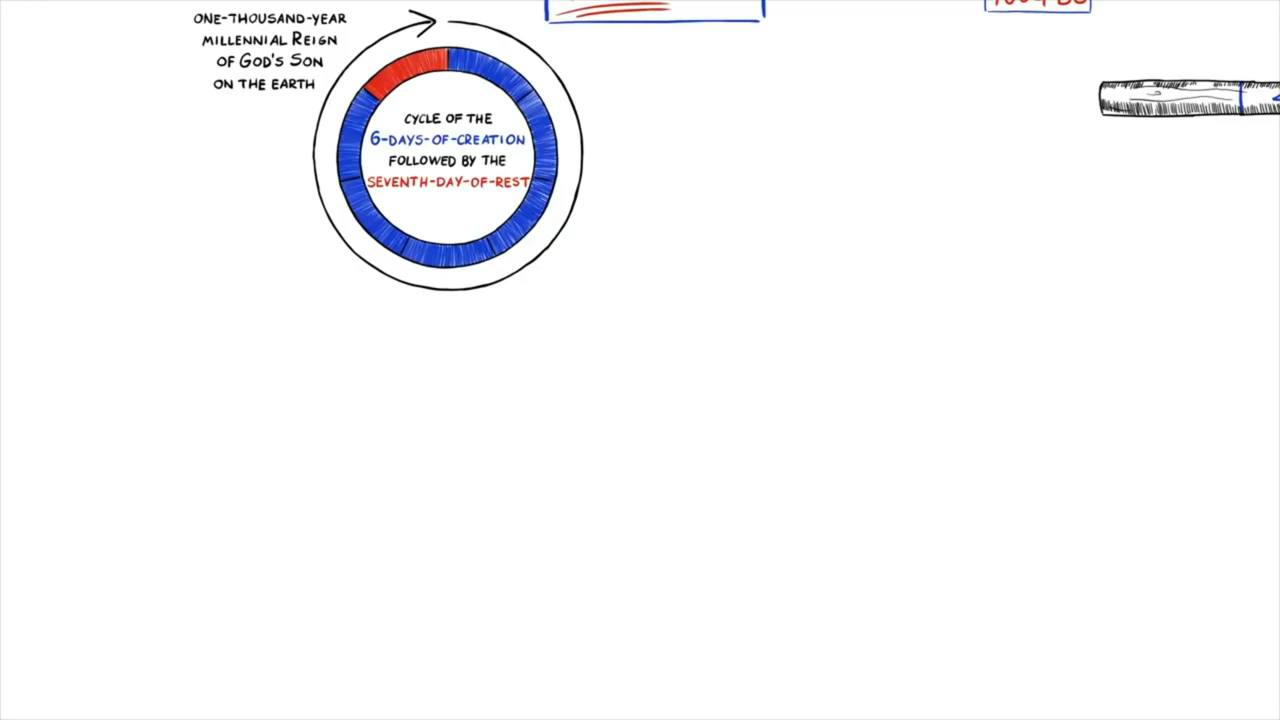 ONE-THOUSAND-YEAR
MILLENNIAL REIGN
OF GOD'S SON
ON THE EARTH
CYCLE OF THE
6-DAYS-OF-CREATION
FOLLOWED BY THE
SEVENTH-DAY-OF-REST